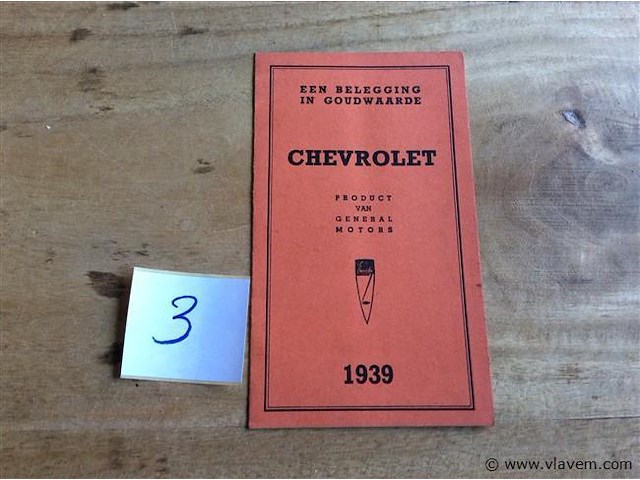 EEN BELEGGING
IN GOUDWAARDE
CHEVROLET
PRODUCT
VAN
GENERAL
MOTORS
1939
3
© www.vlavem.com